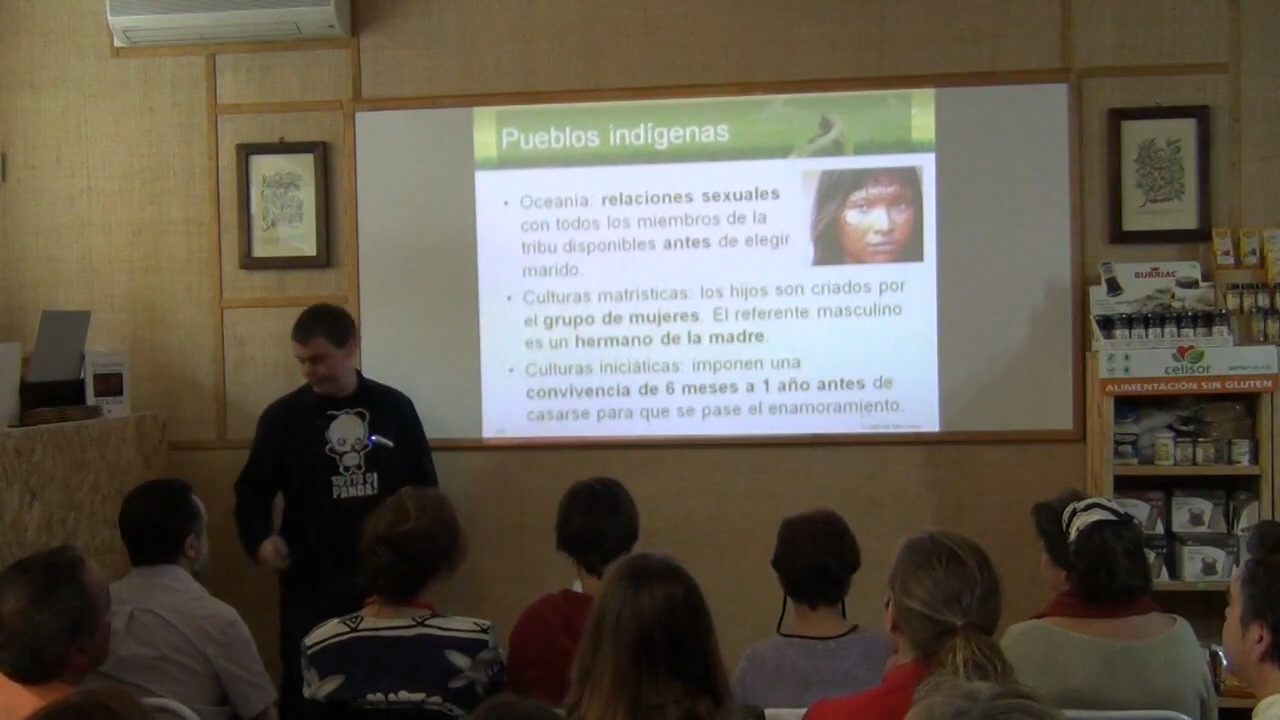 Pueblos indígenas
• Oceania: relaciones sexuales
con todos los miembros de la
tribu disponibles antes de elegir
marido.
• Culturas matrísticas: los hijos son criados por
el grupo de mujeres. El referente masculino
es un hermano de la madre.
• Culturas iniciáticas: imponen una
convivencia de 6 meses a 1 año antes de
casarse para que se pase el enamoramiento.
PANDA!
BURRIAC
celisor
ALIMENTACIÓN SIN GLUTEN